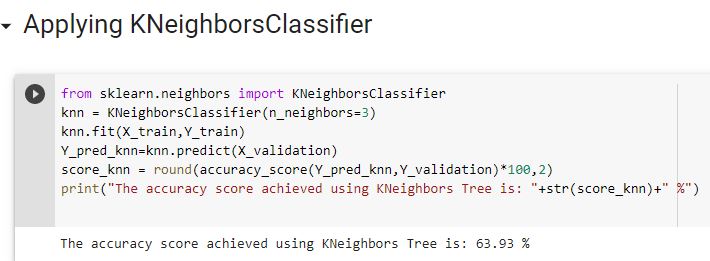 Applying KNeighborsClassifier
from sklearn.neighbors import KNeighborsClassifier
knn = KNeighborsClassifier(n_neighbors=3)
knn.fit(X_train,Y_train)
Y_pred_knn=knn.predict(X_validation)
score_knn = round(accuracy_score(Y_pred_knn,Y_validation)*100,2)
print("The accuracy score achieved using KNeighbors Tree is: "+str(score_knn)+" %")
The accuracy score achieved using KNeighbors Tree is: 63.93 %